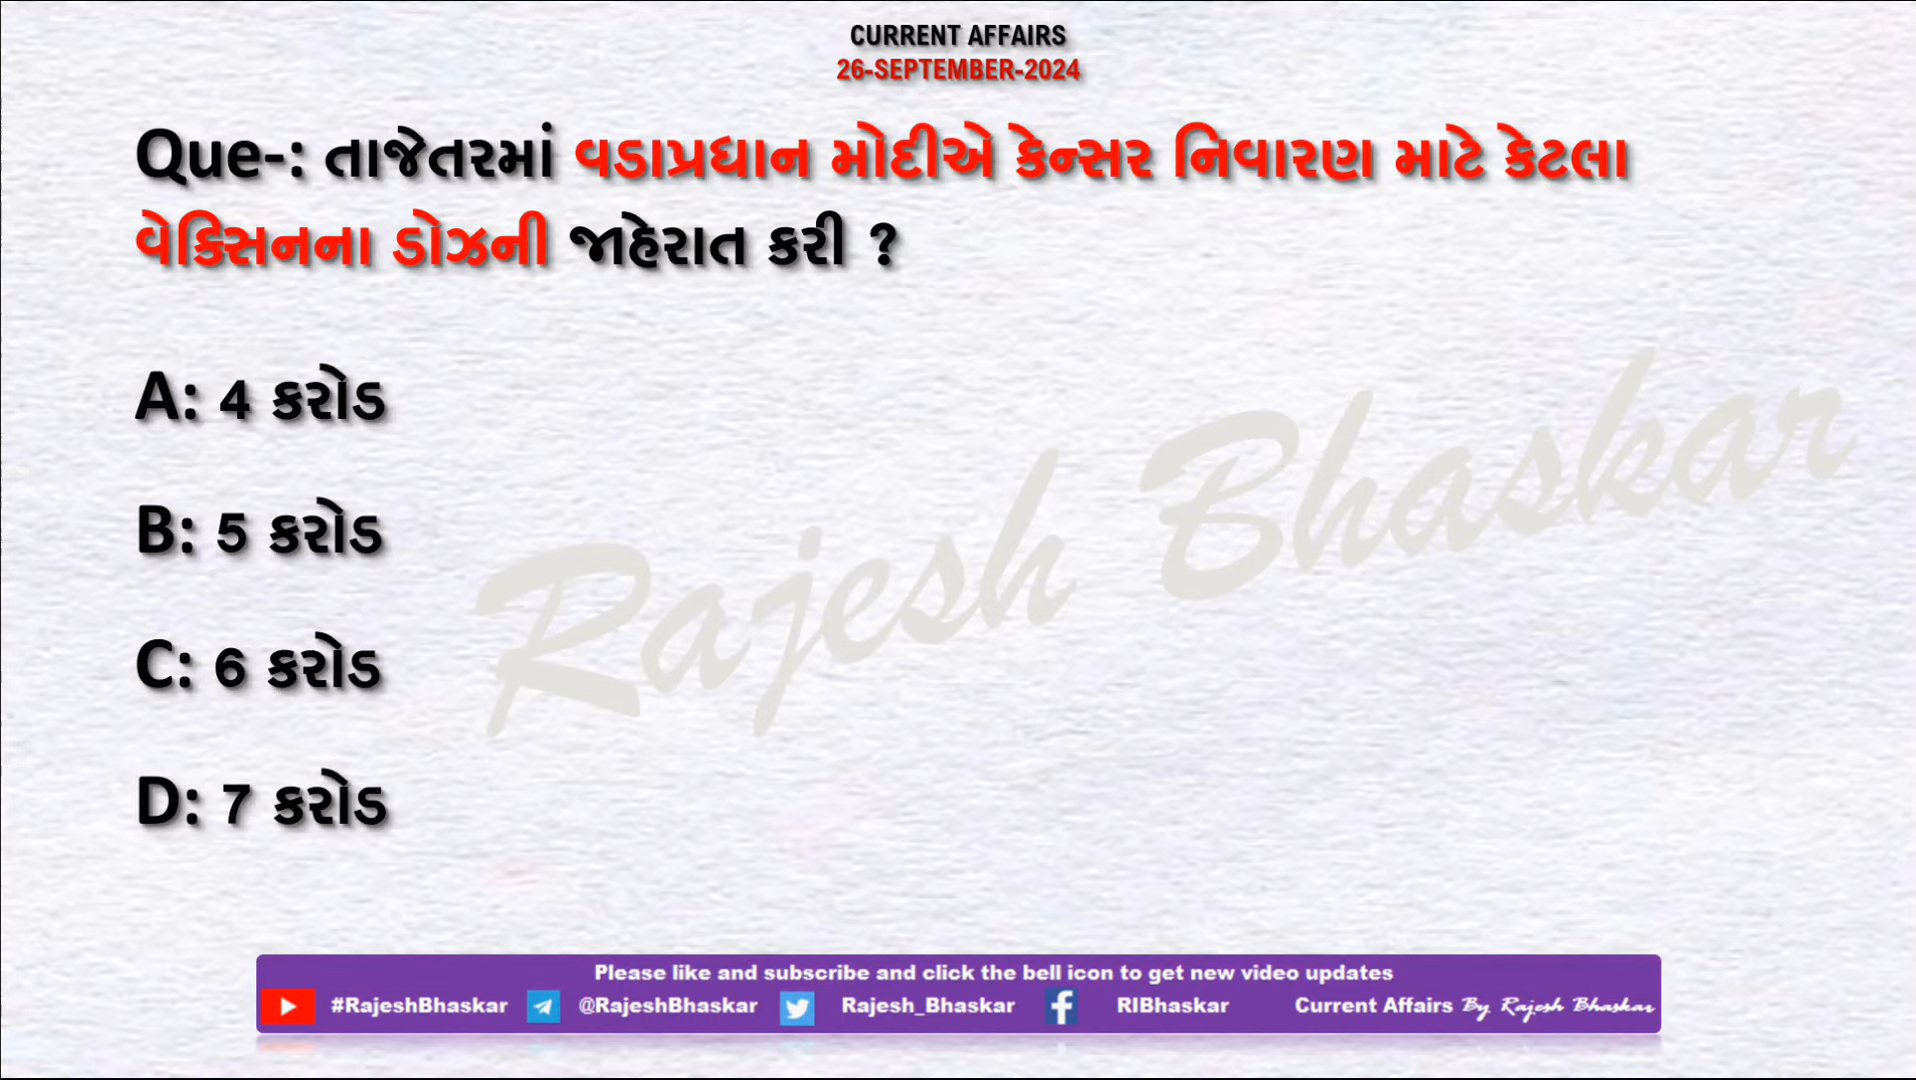 CURRENT AFFAIRS
26-SEPTEMBER-2024
Que-: તાજેતરમાં વડાપ્રધાન મોદીએ કેન્સર નિવારણ માટે કેટલા
વેક્સિનના ડોઝની જાહેરાત કરી ?
A: 4 કરોડ
B: 5 કરોડ
C: 6 કરોડ
D: 7 કરોડ
Rajesh Bhaskar
Please like and subscribe and click the bell icon to get new video updates
#RajeshBhaskar @RajeshBhaskar Rajesh_Bhaskar RIBhaskar Current Affairs By Rajesh Bhaskar